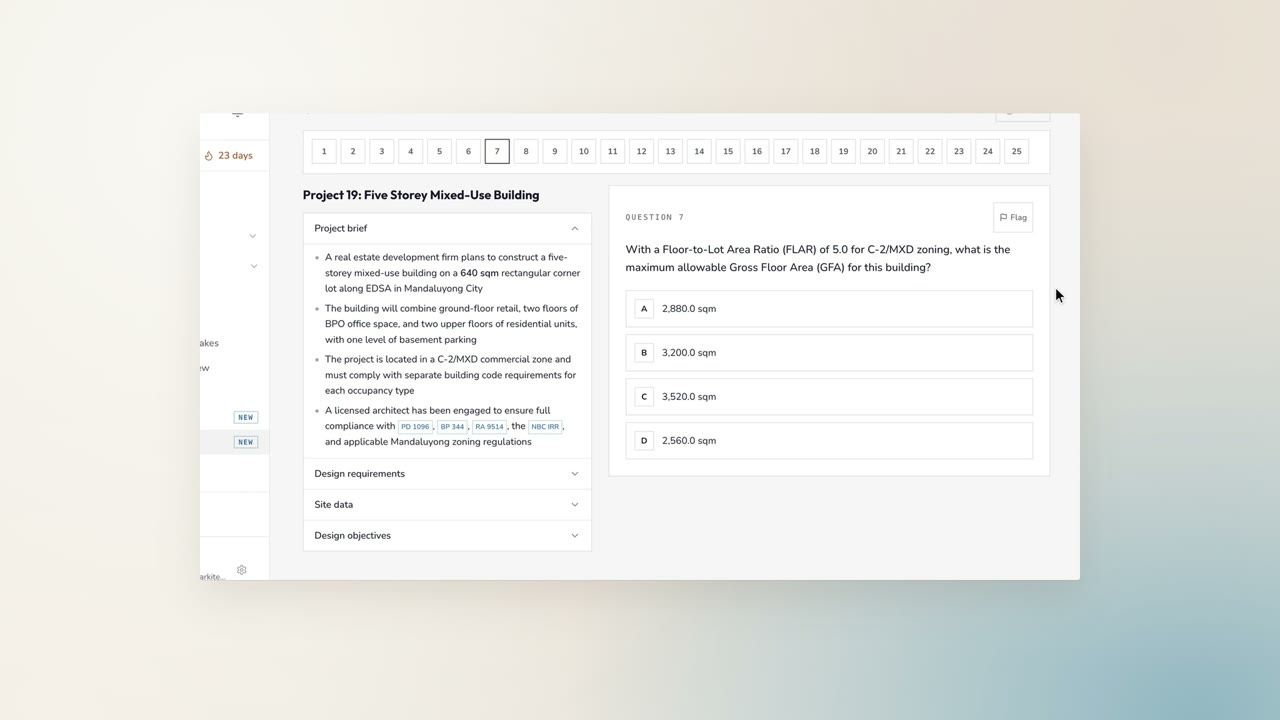 23 days
akes
ew
NEW
NEW
arkite...
1 2 3 4 5 6 7 8 9 10 11 12 13 14 15 16 17 18 19 20 21 22 23 24 25
Project 19: Five Storey Mixed-Use Building
Project brief
A real estate development firm plans to construct a five-
storey mixed-use building on a 640 sqm rectangular corner
lot along EDSA in Mandaluyong City
The building will combine ground-floor retail, two floors of
BPO office space, and two upper floors of residential units,
with one level of basement parking
The project is located in a C-2/MXD commercial zone and
must comply with separate building code requirements for
each occupancy type
A licensed architect has been engaged to ensure full
compliance with PD 1096, BP 344, RA 9514, the NBC IRR,
and applicable Mandaluyong zoning regulations
Design requirements
Site data
Design objectives
QUESTION 7
Flag
With a Floor-to-Lot Area Ratio (FLAR) of 5.0 for C-2/MXD zoning, what is the
maximum allowable Gross Floor Area (GFA) for this building?
A 2,880.0 sqm
B 3,200.0 sqm
C 3,520.0 sqm
D 2,560.0 sqm